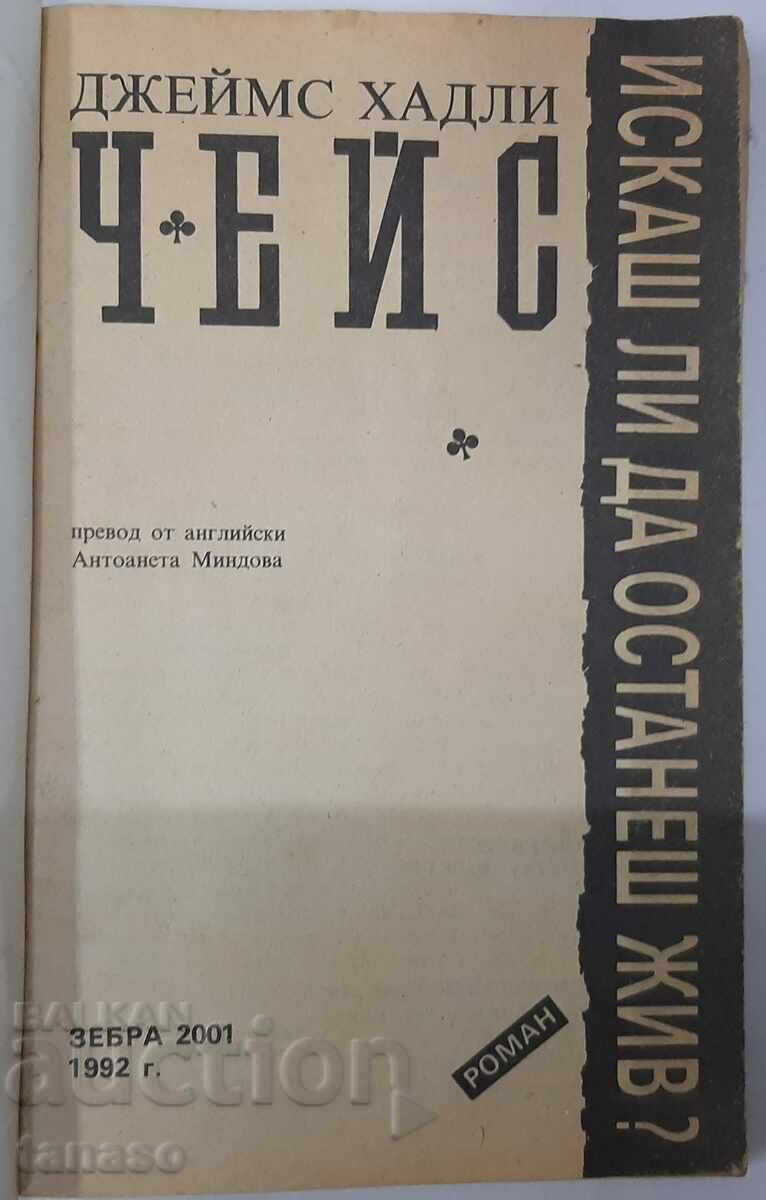 ДЖЕЙМС ХАДЛИ
ЧЕЙС
ИСКАШ ЛИ ДА ОСТАНЕШ ЖИВ?
превод от английски
Антоанета Миндова
РОМАН
ЗЕБРА 2001
1992 г.
BALKAN
auction
tanaso